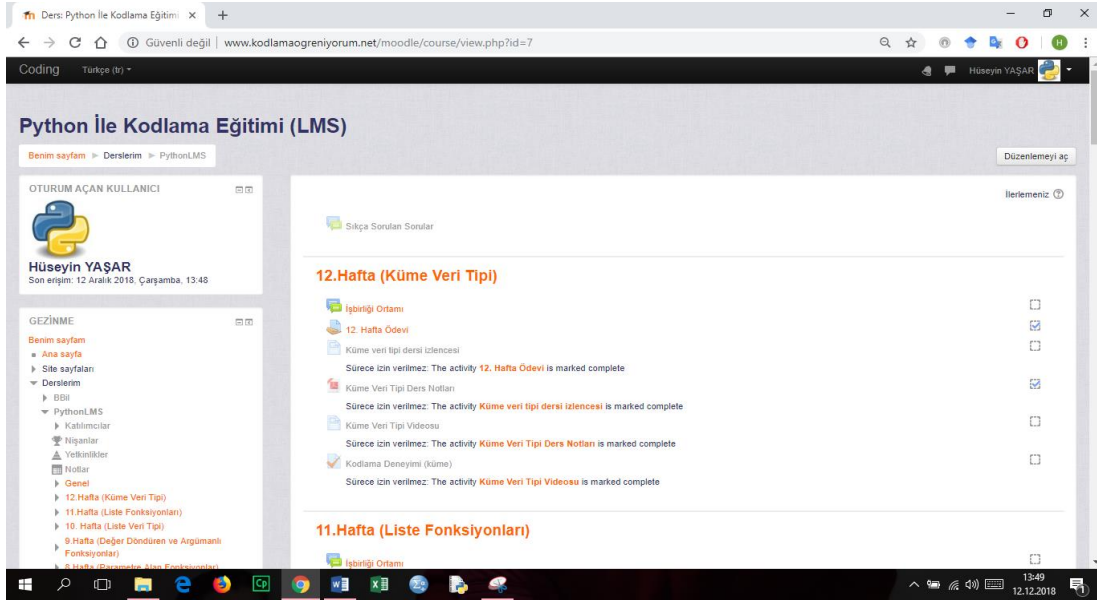 Ders: Python İle Kodlama Eğitimi
Güvenli değil | www.kodlamaogreniyorum.net/moodle/course/view.php?id=7
H
Coding Türkçe (tr)
Hüseyin YAŞAR
Python İle Kodlama Eğitimi (LMS)
Benim sayfam Derslerim PythonLMS
Düzenlemeyi aç
OTURUM AÇAN KULLANICI
Hüseyin YAŞAR
Son erişim: 12 Aralık 2018, Çarşamba, 13:48
GEZİNME
Benim sayfam
Ana sayfa
Site sayfaları
Derslerim
BBil
PythonLMS
Katılımcılar
Nişanlar
Yetkinlikler
Notlar
Genel
12.Hafta (Küme Veri Tipi)
11.Hafta (Liste Fonksiyonları)
10. Hafta (Liste Veri Tipi)
9.Hafta (Değer Döndüren ve Argümanlı
Fonksiyonlar)
8.Hafta (Parametre Alan Fonksiyonlar)
İlerlemeniz
Sıkça Sorulan Sorular
12.Hafta (Küme Veri Tipi)
İşbirliği Ortamı
12. Hafta Ödevi
Küme veri tipi dersi izlencesi
Sürece izin verilmez: The activity 12. Hafta Ödevi is marked complete
Küme Veri Tipi Ders Notları
Sürece izin verilmez: The activity Küme veri tipi dersi izlencesi is marked complete
Küme Veri Tipi Videosu
Sürece izin verilmez: The activity Küme Veri Tipi Ders Notları is marked complete
Kodlama Deneyimi (küme)
Sürece izin verilmez: The activity Küme Veri Tipi Videosu is marked complete
11.Hafta (Liste Fonksiyonları)
İşbirliği Ortamı
Cp
13:49
12.12.2018